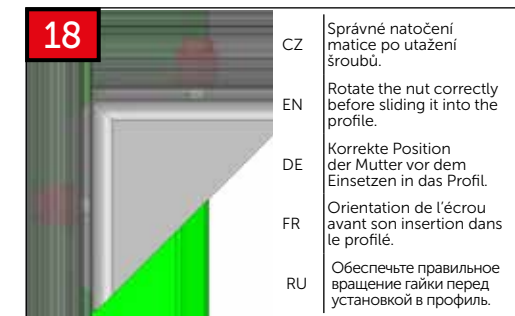 18
CZ
Správné natočení
matice po utažení
šroubů.
EN
Rotate the nut correctly
before sliding it into the
profile.
DE
Korrekte Position
der Mutter vor dem
Einsetzen in das Profil.
FR
Orientation de l'écrou
avant son insertion dans
le profilé.
RU
Обеспечьте правильное
вращение гайки перед
установкой в профиль.